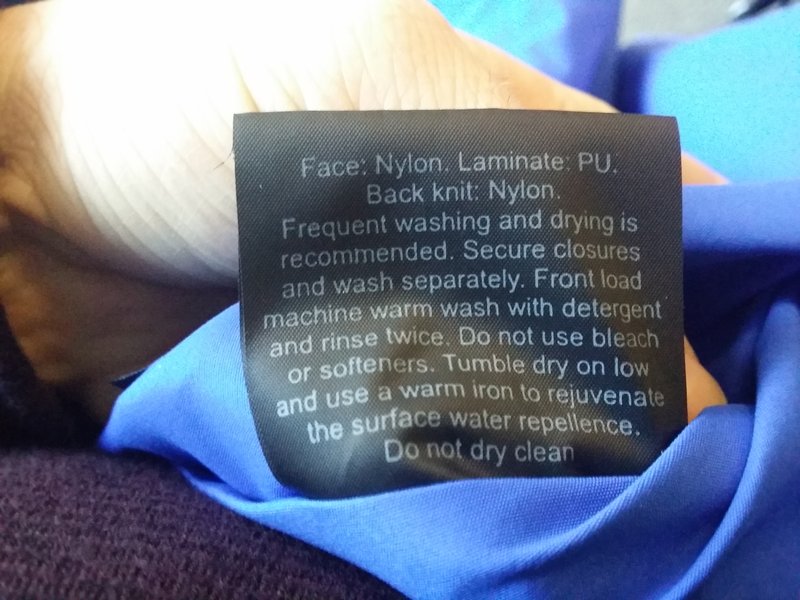 Face: Nylon. Laminate: PU.
Back knit: Nylon.
Frequent washing and drying is
recommended. Secure closures
and wash separately. Front load
machine warm wash with detergent
and rinse twice. Do not use bleach
or softeners. Tumble dry on low
and use a warm iron to rejuvenate
the surface water repellence.
Do not dry clean